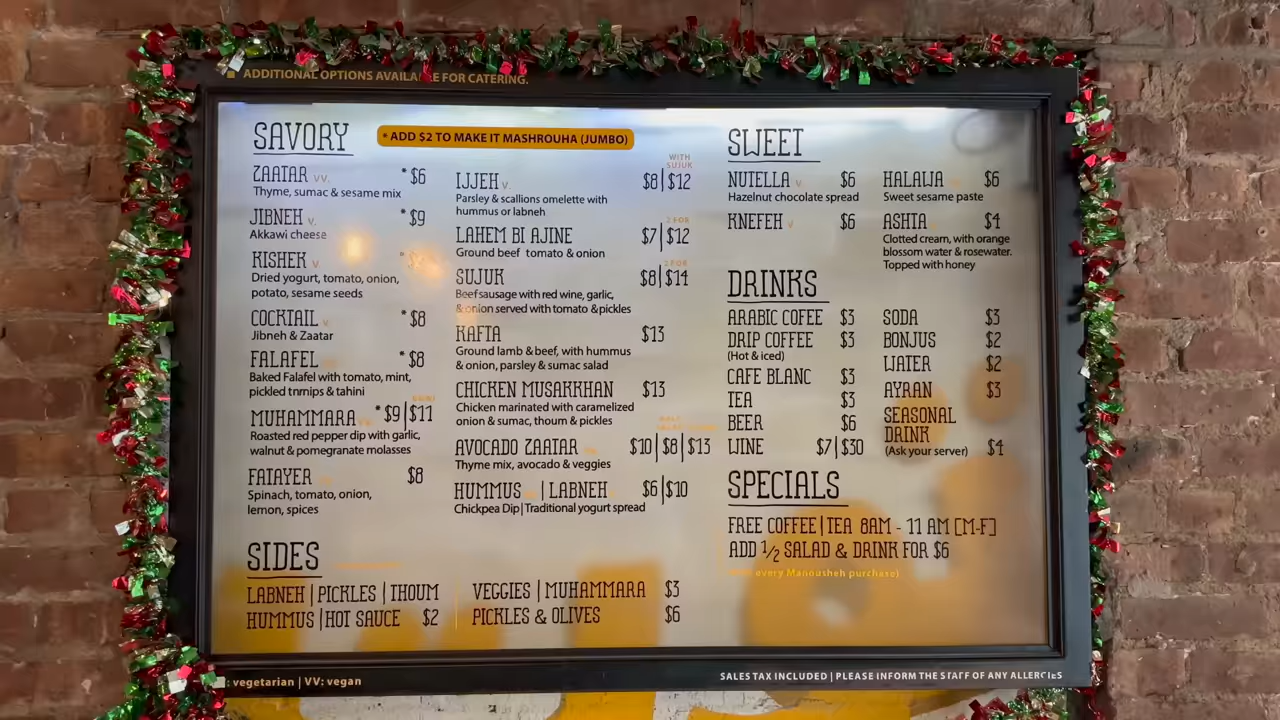 ADDITIONAL OPTIONS AVAILABLE FOR CATERING.
SAVORY
* ADD $2 TO MAKE IT MASHROUHA (JUMBO)
ZAATAR VV. * $6
Thyme, sumac & sesame mix
JIBNEH V. * $9
Akkawi cheese
KISHEK V. *
Dried yogurt, tomato, onion,
potato, sesame seeds
COCKTAIL V. * $8
Jibneh & Zaatar
FALAFEL * $8
Baked Falafel with tomato, mint,
pickled tnrnips & tahini
MUHAMMARA * $9|$11
Roasted red pepper dip with garlic,
walnut & pomegranate molasses
FATAYER $8
Spinach, tomato, onion,
lemon, spices
WITH
SUJUK
IJJEH V. $8|$12
Parsley & scallions omelette with
hummus or labneh
2 FOR
LAHEM BI AJINE $7|$12
Ground beef tomato & onion
2 FOR
SUJUK $8|$14
Beef sausage with red wine, garlic,
& onion served with tomato & pickles
KAFTA $13
Ground lamb & beef, with hummus
& onion, parsley & sumac salad
CHICKEN MUSAKKHAN $13
Chicken marinated with caramelized
onion & sumac, thoum & pickles
AVOCADO ZAATAR $10|$8|$13
Thyme mix, avocado & veggies
HUMMUS | LABNEH $6|$10
Chickpea Dip|Traditional yogurt spread
SIDES
LABNEH | PICKLES | THOUM
HUMMUS | HOT SAUCE $2
VEGGIES | MUHAMMARA $3
PICKLES & OLIVES $6
SWEET
NUTELLA V $6
Hazelnut chocolate spread
KNEFEH V $6
HALAWA $6
Sweet sesame paste
ASHTA $4
Clotted cream, with orange
blossom water & rosewater.
Topped with honey
DRINKS
ARABIC COFEE $3
DRIP COFFEE $3
(Hot & iced)
CAFE BLANC $3
TEA $3
BEER $6
WINE $7|$30
SODA $3
BONJUS $2
WATER $2
AYRAN $3
SEASONAL
DRINK
(Ask your server) $4
SPECIALS
FREE COFFEE|TEA 8AM - 11 AM [M-F]
ADD 1/2 SALAD & DRINK FOR $6
every Manousheh purchase)
: vegetarian | VV; vegan
SALES TAX INCLUDED | PLEASE INFORM THE STAFF OF ANY ALLERGIES